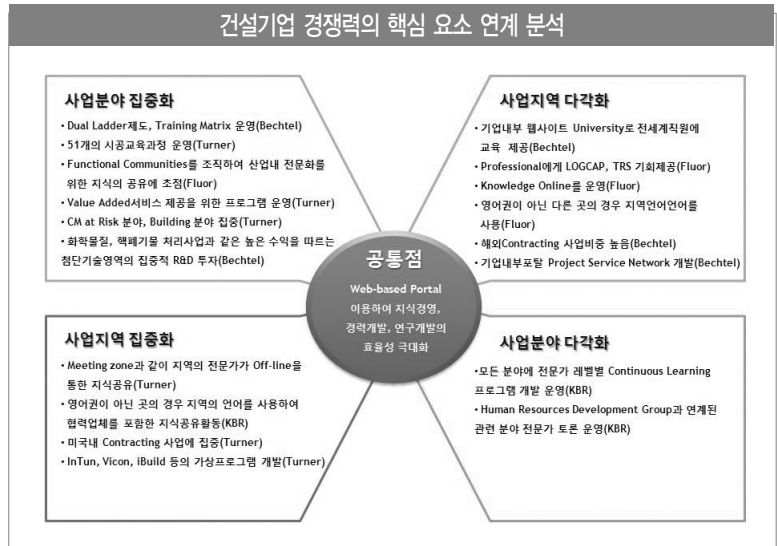 건설기업 경쟁력의 핵심 요소 연계 분석
사업분야 집중화
• Dual Ladder제도, Training Matrix 운영(Bechtel)
• 51개의 시공교육과정 운영(Turner)
• Functional Communities를 조직하여 산업내 전문화를
위한 지식의 공유에 초점(Fluor)
• Value Added서비스 제공을 위한 프로그램 운영(Turner)
• CM at Risk 분야, Building 분야 집중(Turner)
• 화학물질, 핵폐기물 처리사업과 같은 높은 수익을 따르는
첨단기술영역의 집중적 R&D 투자(Bechtel)
사업지역 다각화
• 기업내부 웹사이트 University로 전세계직원에
교육 제공(Bechtel)
• Professional에게 LOGCAP, TRS 기회제공(Fluor)
• Knowledge Online를 운영(Fluor)
• 영어권이 아닌 다른 곳의 경우 지역언어언어를
사용(Fluor)
• 해외Contracting 사업비중 높음(Bechtel)
• 기업내부포탈 Project Service Network 개발(Bechtel)
공통점
Web-based Portal
이용하여 지식경영,
경력개발, 연구개발의
효율성 극대화
사업지역 집중화
• Meeting zone과 같이 지역의 전문가가 Off-line을
통한 지식공유(Turner)
• 영어권이 아닌 곳의 경우 지역의 언어를 사용하여
협력업체를 포함한 지식공유활동(KBR)
• 미국내 Contracting 사업에 집중(Turner)
• InTun, Vicon, iBuild 등의 가상프로그램 개발(Turner)
사업분야 다각화
•모든 분야에 전문가 레벨별 Continuous Learning
프로그램 개발 운영(KBR)
• Human Resources Development Group과 연계된
관련 분야 전문가 토론 운영(KBR)